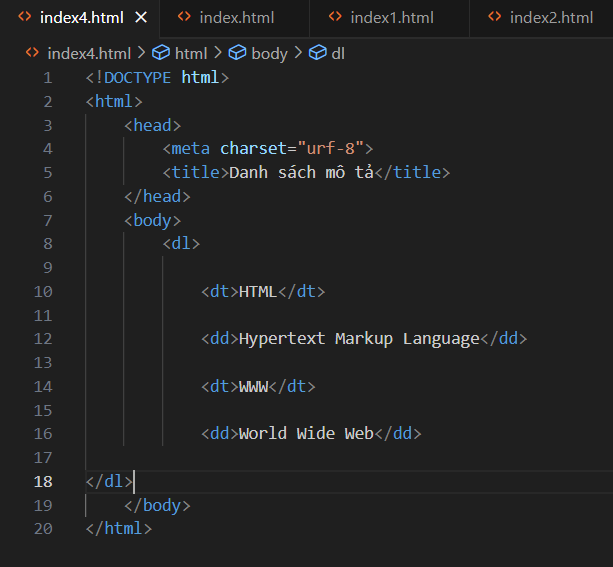 index4.html index.html index1.html index2.html
index4.html > html > body > dl
1 <!DOCTYPE html>
2 <html>
3     <head>
4         <meta charset="urf-8">
5         <title>Danh sách mô tả</title>
6     </head>
7     <body>
8         <dl>
9
10             <dt>HTML</dt>
11
12             <dd>Hypertext Markup Language</dd>
13
14             <dt>WWW</dt>
15
16             <dd>World Wide Web</dd>
17
18 </dl>
19     </body>
20 </html>